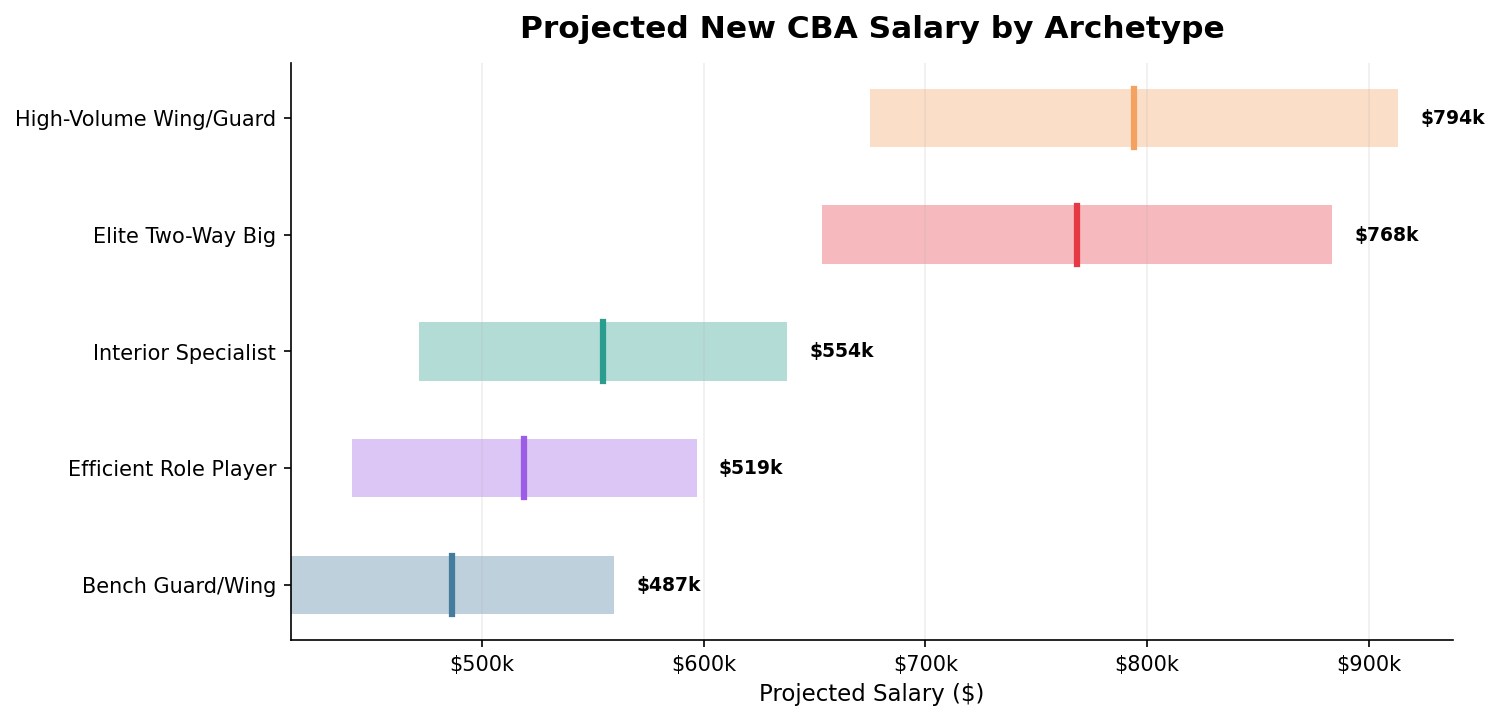 Projected New CBA Salary by Archetype
High-Volume Wing/Guard
$794k
Elite Two-Way Big
$768k
Interior Specialist
$554k
Efficient Role Player
$519k
Bench Guard/Wing
$487k
$500k
$600k
$700k
$800k
$900k
Projected Salary ($)